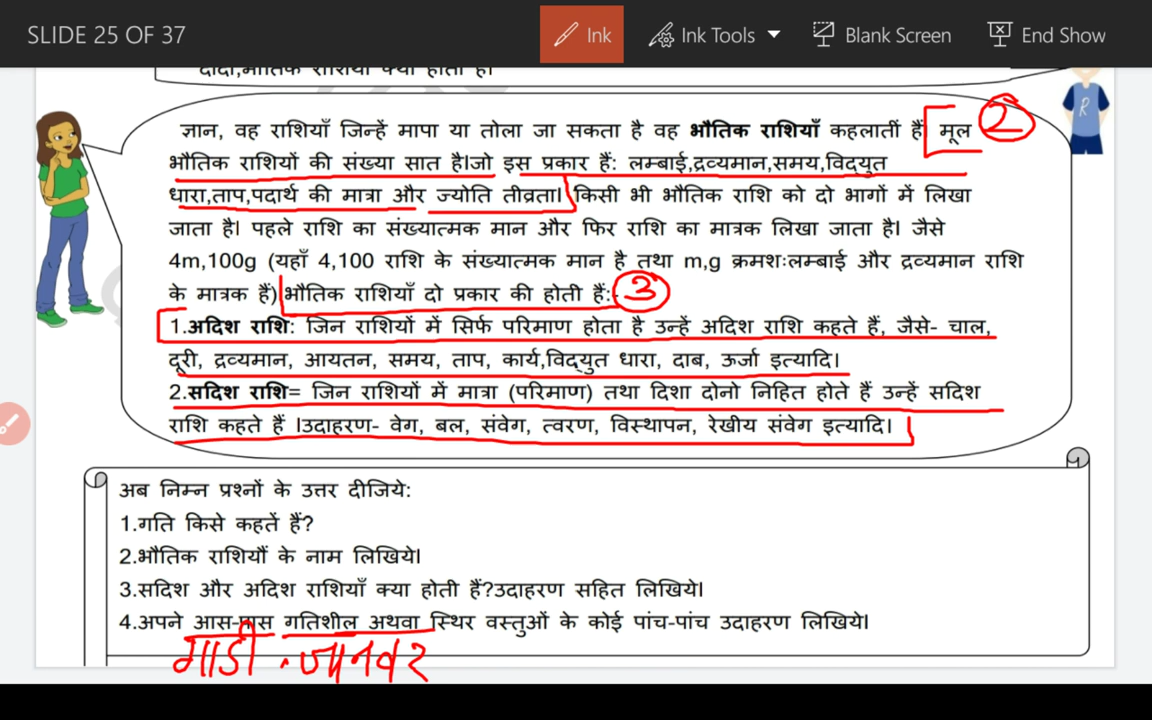 SLIDE 25 OF 37
Ink
Ink Tools
Blank Screen
End Show
ज्ञान, वह राशियाँ जिन्हें मापा या तोला जा सकता है वह भौतिक राशियाँ कहलातीं हैं मूल
2
भौतिक राशियों की संख्या सात है।जो इस प्रकार हैं: लम्बाई,द्रव्यमान,समय,विद्युत
धारा,ताप,पदार्थ की मात्रा और ज्योति तीव्रता। किसी भी भौतिक राशि को दो भागों में लिखा
जाता है। पहले राशि का संख्यात्मक मान और फिर राशि का मात्रक लिखा जाता है। जैसे
4m,100g (यहाँ 4,100 राशि के संख्यात्मक मान है तथा m,g क्रमशःलम्बाई और द्रव्यमान राशि
के मात्रक हैं) भौतिक राशियाँ दो प्रकार की होती हैं:-
3
1.अदिश राशि: जिन राशियों में सिर्फ परिमाण होता है उन्हें अदिश राशि कहते हैं, जैसे- चाल,
दूरी, द्रव्यमान, आयतन, समय, ताप, कार्य,विद्युत धारा, दाब, ऊर्जा इत्यादि।
2.सदिश राशि= जिन राशियों में मात्रा (परिमाण) तथा दिशा दोनो निहित होते हैं उन्हें सदिश
राशि कहते हैं ।उदाहरण- वेग, बल, संवेग, त्वरण, विस्थापन, रेखीय संवेग इत्यादि।
R
अब निम्न प्रश्नों के उत्तर दीजिये:
1.गति किसे कहतें हैं?
2.भौतिक राशियौं के नाम लिखिये।
3.सदिश और अदिश राशियाँ क्या होती हैं?उदाहरण सहित लिखिये।
4.अपने आस-पास गतिशील अथवा स्थिर वस्तुओं के कोई पांच-पांच उदाहरण लिखिये।
गाडी . जानवर